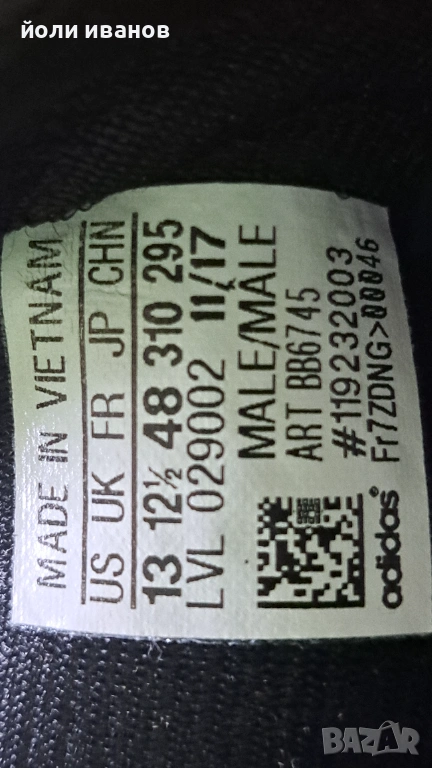 йоли иванов
MADE IN VIETNAM
US UK FR JP CHN
13 12½ 48 310 295
LVL 029002 11/17
MALE/MALE
ART BB6745
#119232003
Fr7ZDNG>00046
adidas®
BAZAR